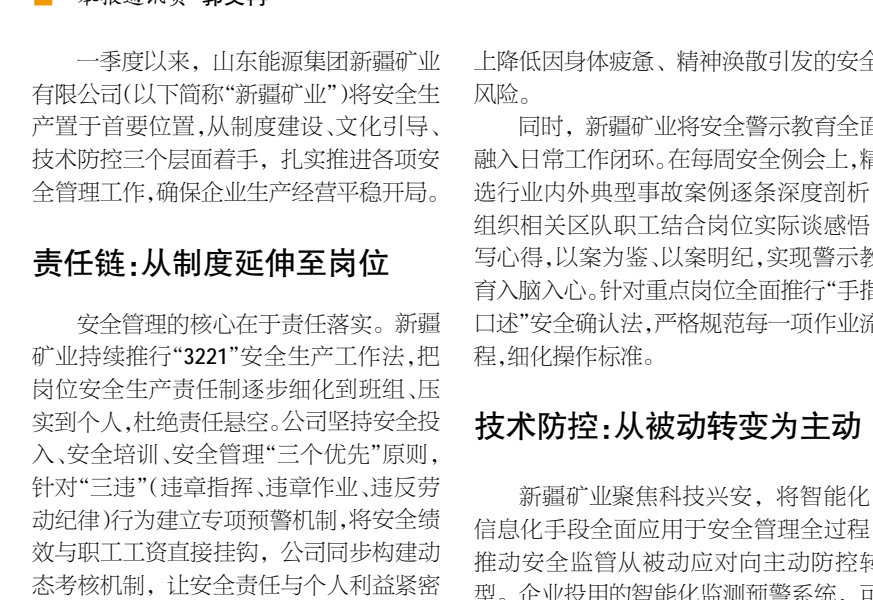 一季度以来，山东能源集团新疆矿业
有限公司(以下简称“新疆矿业”)将安全生
产置于首要位置,从制度建设、文化引导、
技术防控三个层面着手，扎实推进各项安
全管理工作,确保企业生产经营平稳开局。
责任链:从制度延伸至岗位
安全管理的核心在于责任落实。新疆
矿业持续推行“3221”安全生产工作法,把
岗位安全生产责任制逐步细化到班组、压
实到个人,杜绝责任悬空。公司坚持安全投
入、安全培训、安全管理“三个优先”原则，
针对“三违”(违章指挥、违章作业、违反劳
动纪律)行为建立专项预警机制,将安全绩
效与职工工资直接挂钩，公司同步构建动
态考核机制，让安全责任与个人利益紧密
上降低因身体疲惫、精神涣散引发的安全
风险。
同时，新疆矿业将安全警示教育全面
融入日常工作闭环。在每周安全例会上,精
选行业内外典型事故案例逐条深度剖析
组织相关区队职工结合岗位实际谈感悟
写心得,以案为鉴、以案明纪,实现警示教
育入脑入心。针对重点岗位全面推行“手指
口述”安全确认法,严格规范每一项作业流
程,细化操作标准。
技术防控:从被动转变为主动
新疆矿业聚焦科技兴安，将智能化
信息化手段全面应用于安全管理全过程
推动安全监管从被动应对向主动防控转
型。企业投用的智能化监测预警系统，可